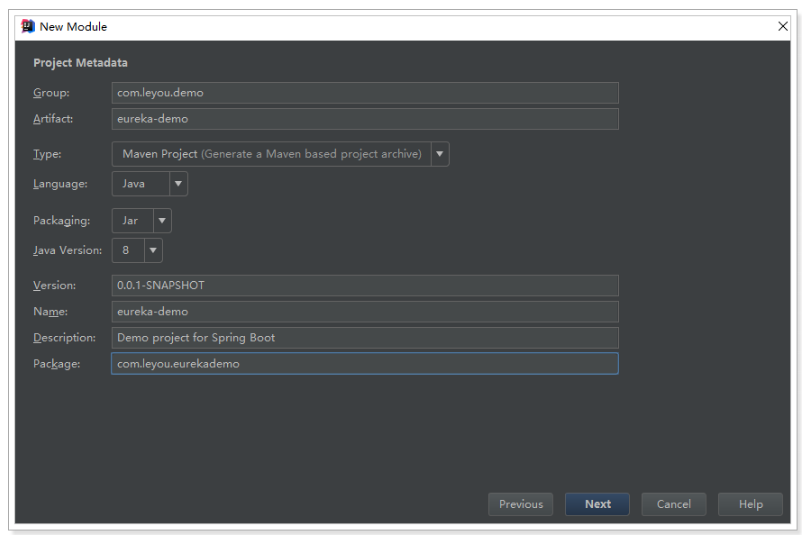 New Module
Project Metadata
Group: com.leyou.demo
Artifact: eureka-demo
Type: Maven Project (Generate a Maven based project archive)
Language: Java
Packaging: Jar
Java Version: 8
Version: 0.0.1-SNAPSHOT
Name: eureka-demo
Description: Demo project for Spring Boot
Package: com.leyou.eurekademo
Previous Next Cancel Help